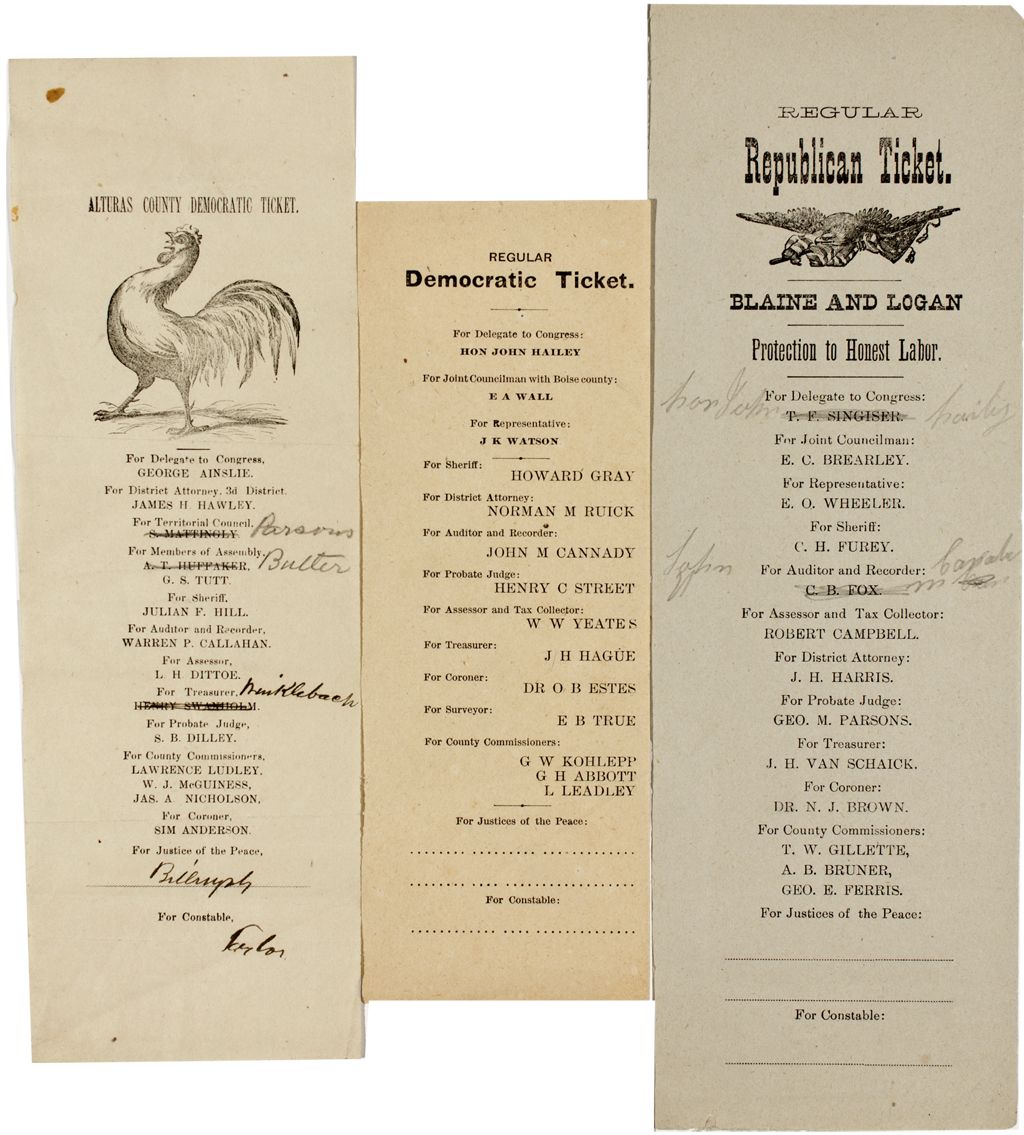 ALTURAS COUNTY DEMOCRATIC TICKET.
For Delegate to Congress,
GEORGE AINSLIE.
For District Attorney, 3d District.
JAMES H. HAWLEY.
For Territorial Council, Parsons
S. MATTINGLY
For Members of Assembly, Butler
A. T. HUFFAKER,
G. S. TUTT.
For Sheriff.
JULIAN F. HILL.
For Auditor and Recorder,
WARREN P. CALLAHAN.
For Assessor,
L. H. DITTOE.
For Treasurer, Winklebach
HENRY SWANHOLM.
For Probate Judge,
S. B. DILLEY.
For County Commissioners,
LAWRENCE LUDLEY.
W. J. McGUINESS,
JAS. A NICHOLSON,
For Coroner,
SIM ANDERSON.
For Justice of the Peace,
For Constable,
Taylor
REGULAR
Democratic Ticket.
For Delegate to Congress:
HON JOHN HAILEY
For Joint Councilman with Boise county:
E A WALL
For Representative:
J K WATSON
For Sheriff:
HOWARD GRAY
For District Attorney:
NORMAN M RUICK
For Auditor and Recorder:
JOHN M CANNADY
For Probate Judge:
HENRY C STREET
For Assessor and Tax Collector:
W W YEATES
For Treasurer:
J H HAGUE
For Coroner:
DR O B ESTES
For Surveyor:
E B TRUE
For County Commissioners:
G W KOHLEPP
G H ABBOTT
L LEADLEY
For Justices of the Peace:
For Constable:
REGULAR
Republican Ticket.
BLAINE AND LOGAN
Protection to Honest Labor.
For Delegate to Congress:
hon John T. F. SINGISER. hailey
For Joint Councilman:
E. C. BREARLEY.
For Representative:
E. O. WHEELER.
For Sheriff:
C. H. FUREY.
John For Auditor and Recorder:
C. B. FOX. m
For Assessor and Tax Collector:
ROBERT CAMPBELL.
For District Attorney:
J. H. HARRIS.
For Probate Judge:
GEO. M. PARSONS.
For Treasurer:
J. H. VAN SCHAICK.
For Coroner:
DR. N. J. BROWN.
For County Commissioners:
T. W. GILLETTE,
A. B. BRUNER,
GEO. E. FERRIS.
For Justices of the Peace:
For Constable: